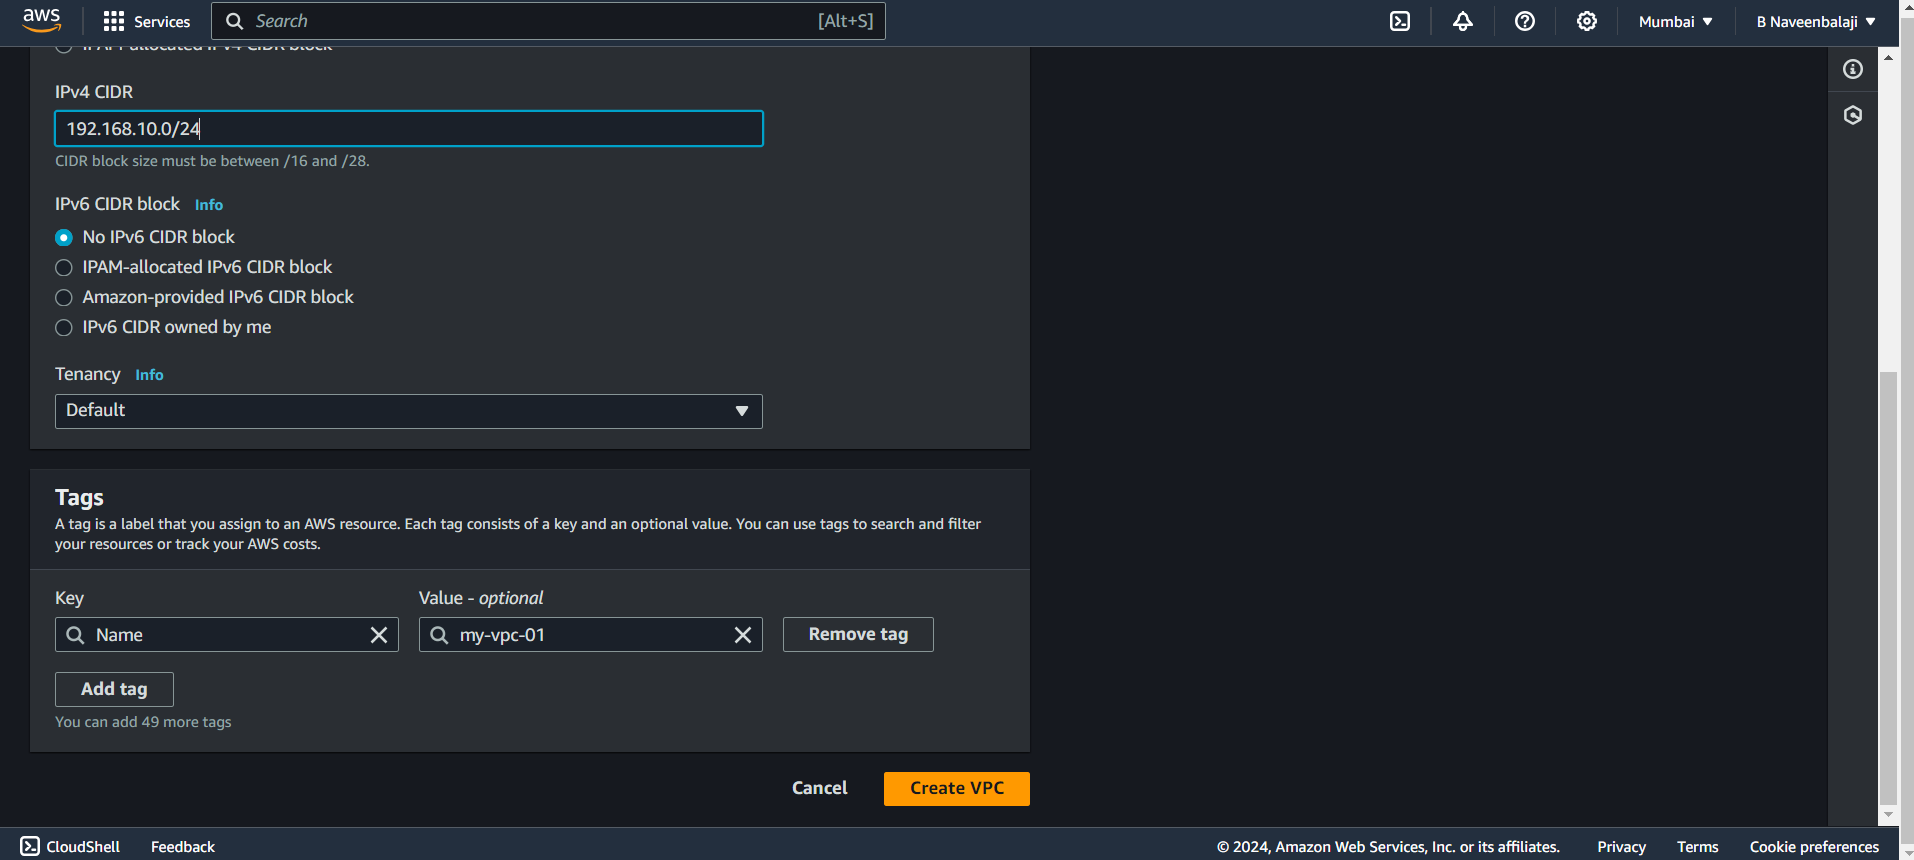 aws
Services
Search [Alt+S]
Mumbai
B Naveenbalaji
IPAM-allocated IPv4 CIDR block
IPv4 CIDR
192.168.10.0/24
CIDR block size must be between /16 and /28.
IPv6 CIDR block Info
No IPv6 CIDR block
IPAM-allocated IPv6 CIDR block
Amazon-provided IPv6 CIDR block
IPv6 CIDR owned by me
Tenancy Info
Default
Tags
A tag is a label that you assign to an AWS resource. Each tag consists of a key and an optional value. You can use tags to search and filter
your resources or track your AWS costs.
Key Value - optional
Name my-vpc-01 Remove tag
Add tag
You can add 49 more tags
Cancel Create VPC
CloudShell Feedback © 2024, Amazon Web Services, Inc. or its affiliates. Privacy Terms Cookie preferences